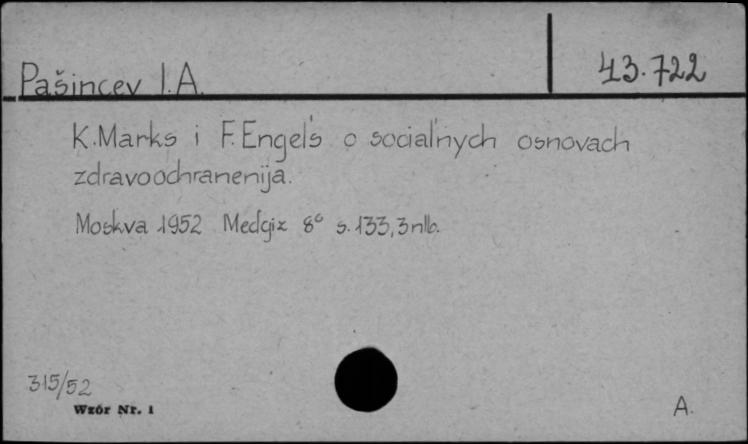 Pašincev I.A.
43.722
K.Marks i F.Engel's o social'nych osnovach
zdravoochranenija.
Moskva 1952 Medgiz 8° s.133,3nlb.
315/52
Wzór Nr. 1
A.